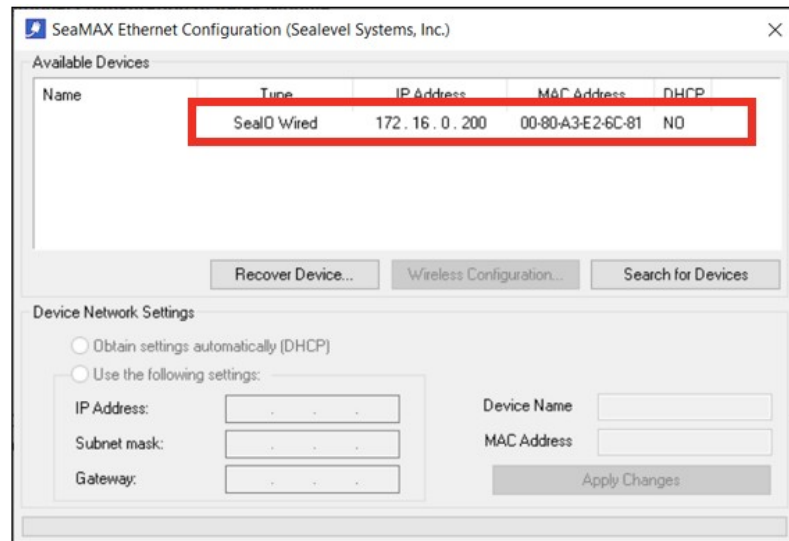 SeaMAX Ethernet Configuration (Sealevel Systems, Inc.)
Available Devices
Name Type IP Address MAC Address DHCP
SeaIO Wired 172 . 16 . 0 . 200 00-80-A3-E2-6C-81 NO
Recover Device... Wireless Configuration... Search for Devices
Device Network Settings
Obtain settings automatically (DHCP)
Use the following settings:
IP Address: . . . Device Name
Subnet mask: . . . MAC Address
Gateway: . . . Apply Changes